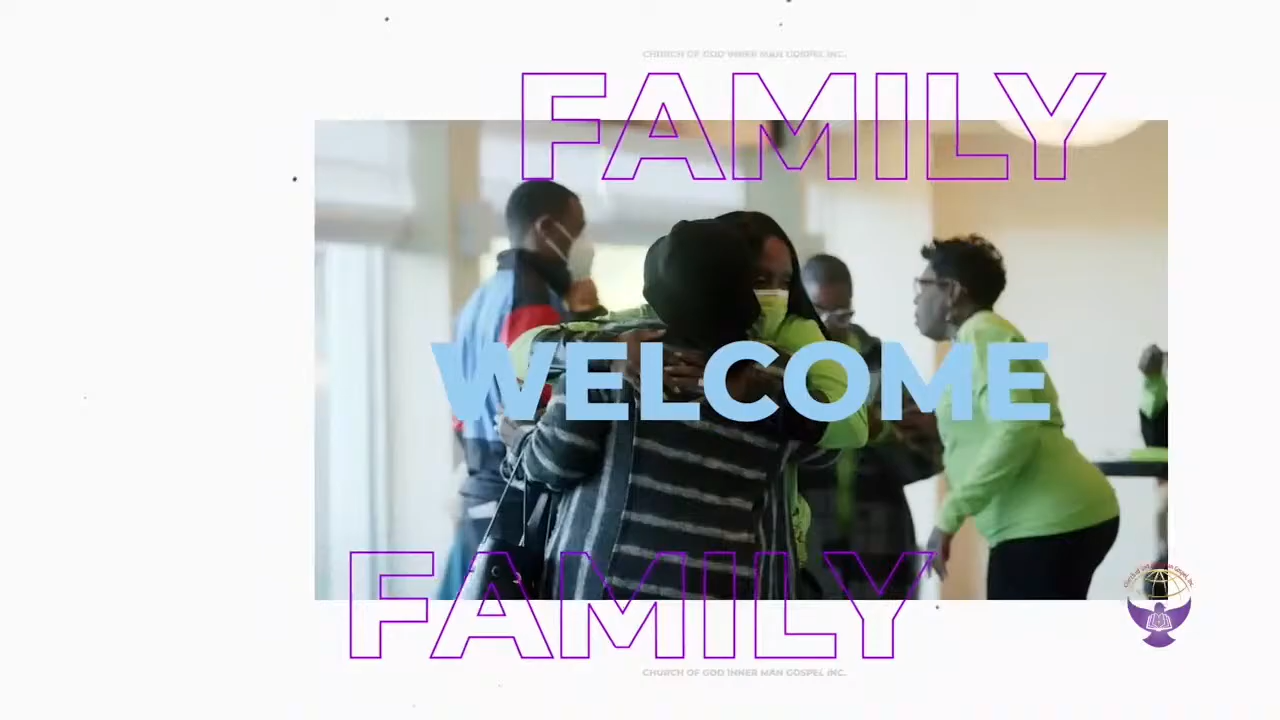 CHURCH OF GOD INNER MAN GOSPEL INC.
FAMILY
WELCOME
FAMILY
CHURCH OF GOD INNER MAN GOSPEL INC.